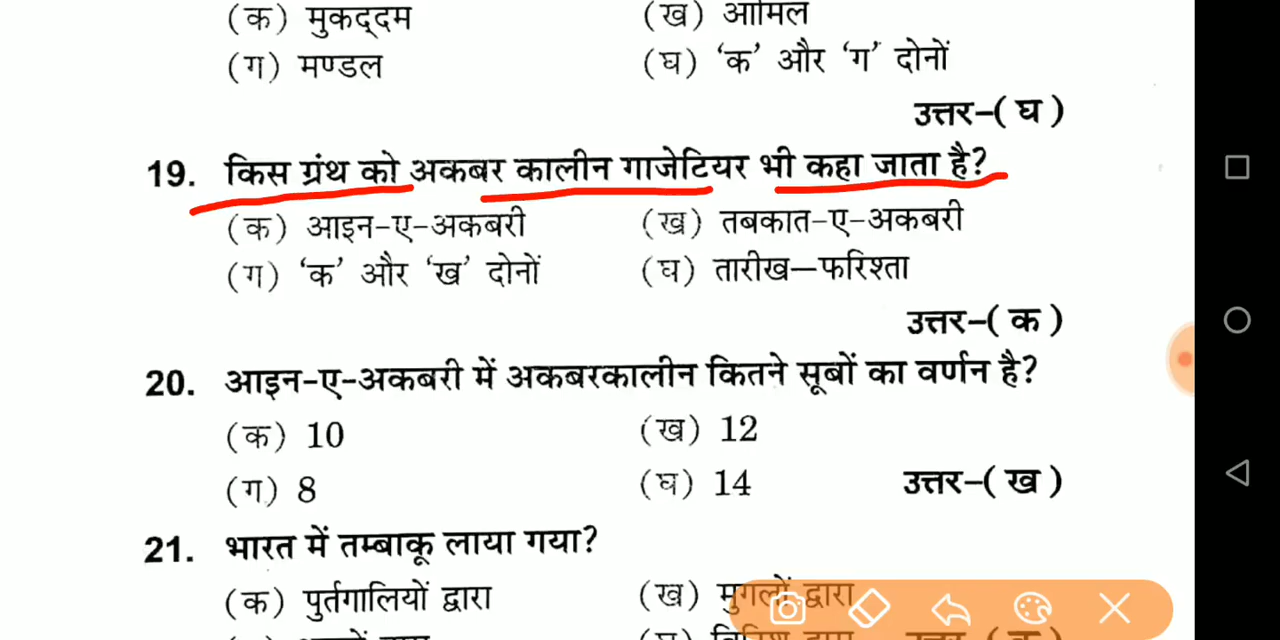 (क) मुकद्दम (ख) आमिल
(ग) मण्डल (घ) 'क' और 'ग' दोनों
उत्तर–( घ )
19. किस ग्रंथ को अकबर कालीन गाजेटियर भी कहा जाता है?
(क) आइन-ए-अकबरी (ख) तबकात-ए-अकबरी
(ग) 'क' और 'ख' दोनों (घ) तारीख—फरिश्ता
उत्तर–( क )
20. आइन-ए-अकबरी में अकबरकालीन कितने सूबों का वर्णन है?
(क) 10 (ख) 12
(ग) 8 (घ) 14 उत्तर–( ख )
21. भारत में तम्बाकू लाया गया?
(क) पुर्तगालियों द्वारा (ख) मुगलों द्वारा